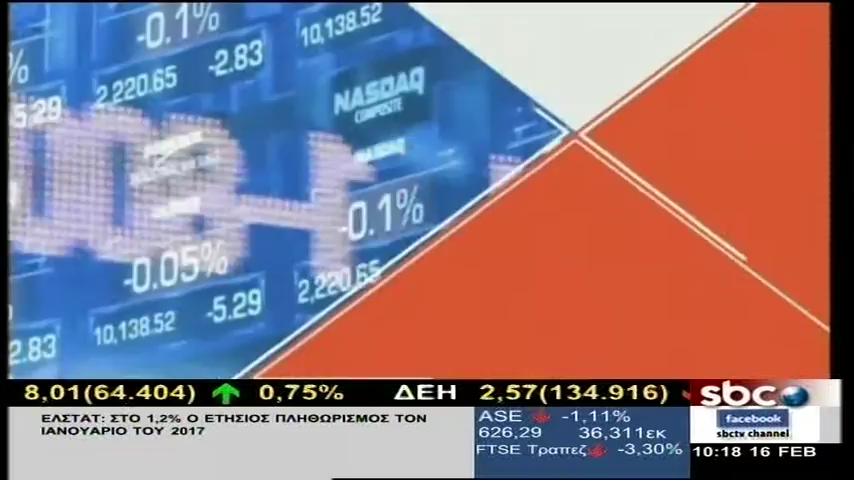 -0.1%
10,138.52
-2.83
%
2,220.65
NASDAQ
COMPOSITE
5.29
NASDAQ
-0.1%
-0.05%
2,220.65
-5.29
10,138.52
2.83
8,01(64.404) 0,75% ΔΕΗ 2,57(134.916)
sbc
ΕΛΣΤΑΤ: ΣΤΟ 1,2% Ο ΕΤΗΣΙΟΣ ΠΛΗΘΩΡΙΣΜΟΣ ΤΟΝ
ΙΑΝΟΥΑΡΙΟ ΤΟΥ 2017
ASE -1,11%
626,29 36,311εκ
FTSE Τραπεζ -3,30%
facebook
sbctv channel
10:18 16 FEB